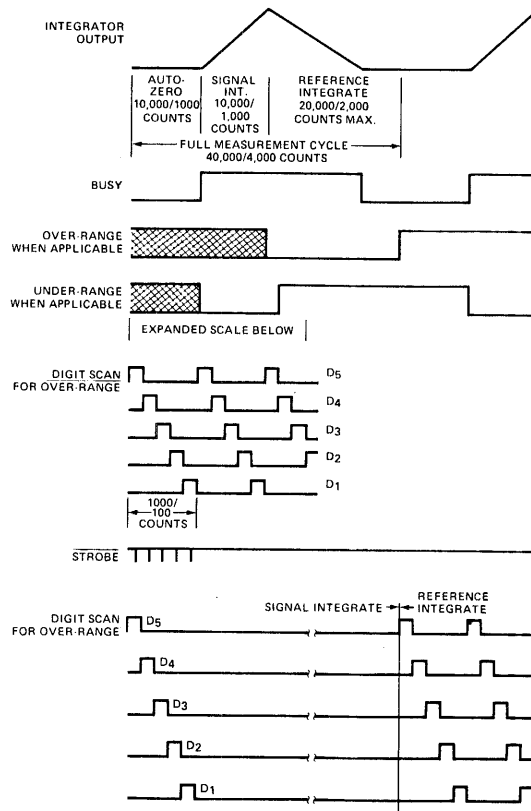 INTEGRATOR
OUTPUT
AUTO-
ZERO
10,000/1000
COUNTS
SIGNAL
INT.
10,000/
1,000
COUNTS
REFERENCE
INTEGRATE
20,000/2,000
COUNTS MAX.
FULL MEASUREMENT CYCLE
40,000/4,000 COUNTS
BUSY
OVER-RANGE
WHEN APPLICABLE
UNDER-RANGE
WHEN APPLICABLE
EXPANDED SCALE BELOW
DIGIT SCAN
FOR OVER-RANGE
D5
D4
D3
D2
D1
1000/
100
COUNTS
STROBE
SIGNAL INTEGRATE
REFERENCE
INTEGRATE
DIGIT SCAN
FOR OVER-RANGE
D5
D4
D3
D2
D1